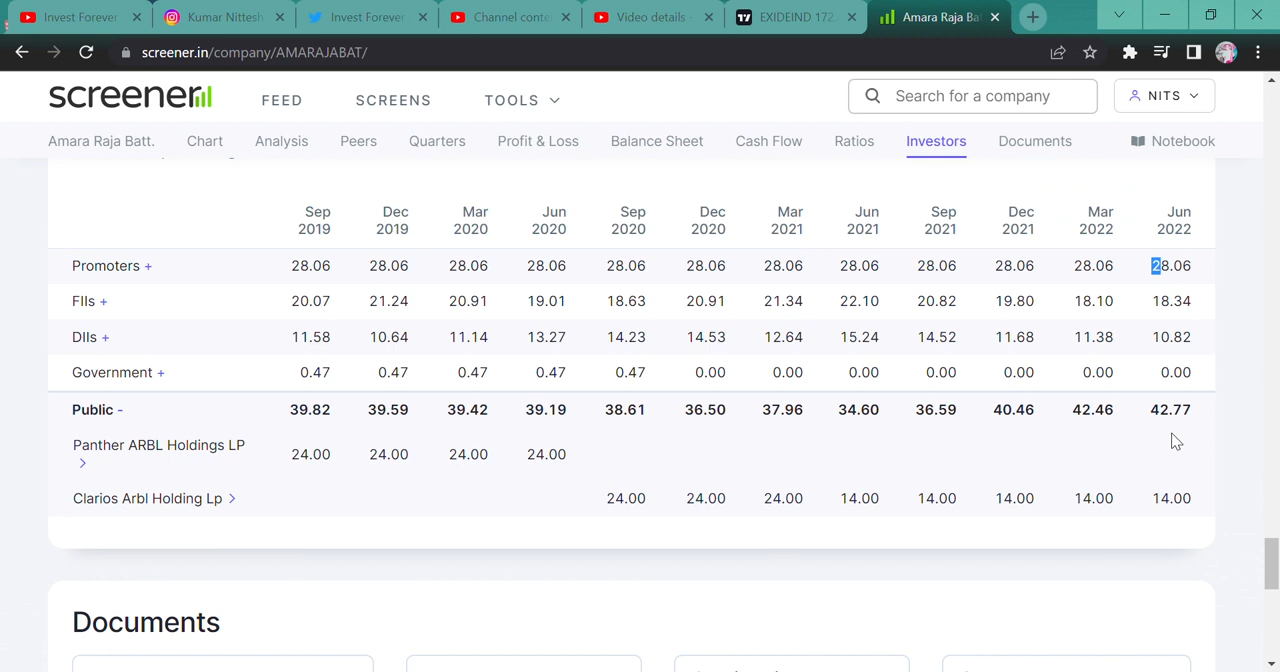 Invest Forever
Kumar Nittesh
Invest Forever
Channel conte
Video details -
EXIDEIND 172.
Amara Raja Ba
screener.in/company/AMARAJABAT/
screener
FEED
SCREENS
TOOLS
Search for a company
NITS
Amara Raja Batt.
Chart
Analysis
Peers
Quarters
Profit & Loss
Balance Sheet
Cash Flow
Ratios
Investors
Documents
Notebook
Sep 2019 Dec 2019 Mar 2020 Jun 2020 Sep 2020 Dec 2020 Mar 2021 Jun 2021 Sep 2021 Dec 2021 Mar 2022 Jun 2022
Promoters + 28.06 28.06 28.06 28.06 28.06 28.06 28.06 28.06 28.06 28.06 28.06 28.06
FIIs + 20.07 21.24 20.91 19.01 18.63 20.91 21.34 22.10 20.82 19.80 18.10 18.34
DIIs + 11.58 10.64 11.14 13.27 14.23 14.53 12.64 15.24 14.52 11.68 11.38 10.82
Government + 0.47 0.47 0.47 0.47 0.47 0.00 0.00 0.00 0.00 0.00 0.00 0.00
Public - 39.82 39.59 39.42 39.19 38.61 36.50 37.96 34.60 36.59 40.46 42.46 42.77
Panther ARBL Holdings LP 24.00 24.00 24.00 24.00
Clarios Arbl Holding Lp 24.00 24.00 24.00 14.00 14.00 14.00 14.00 14.00
Documents